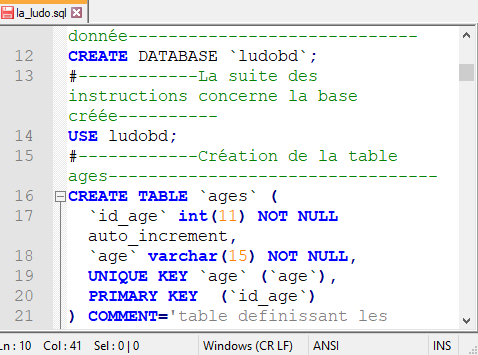 la_ludo.sql
donnée-----------------------------
12 CREATE DATABASE `ludobd`;
13 #------------La suite des
instructions concerne la base
créée----------
14 USE ludobd;
15 #------------Création de la table
ages---------------------------------
16 CREATE TABLE `ages` (
17 `id_age` int(11) NOT NULL
auto_increment,
18 `age` varchar(15) NOT NULL,
19 UNIQUE KEY `age` (`age`),
20 PRIMARY KEY  (`id_age`)
21 ) COMMENT='table definissant les
Ln : 10 Col : 41 Sel : 0 | 0 Windows (CR LF) ANSI INS